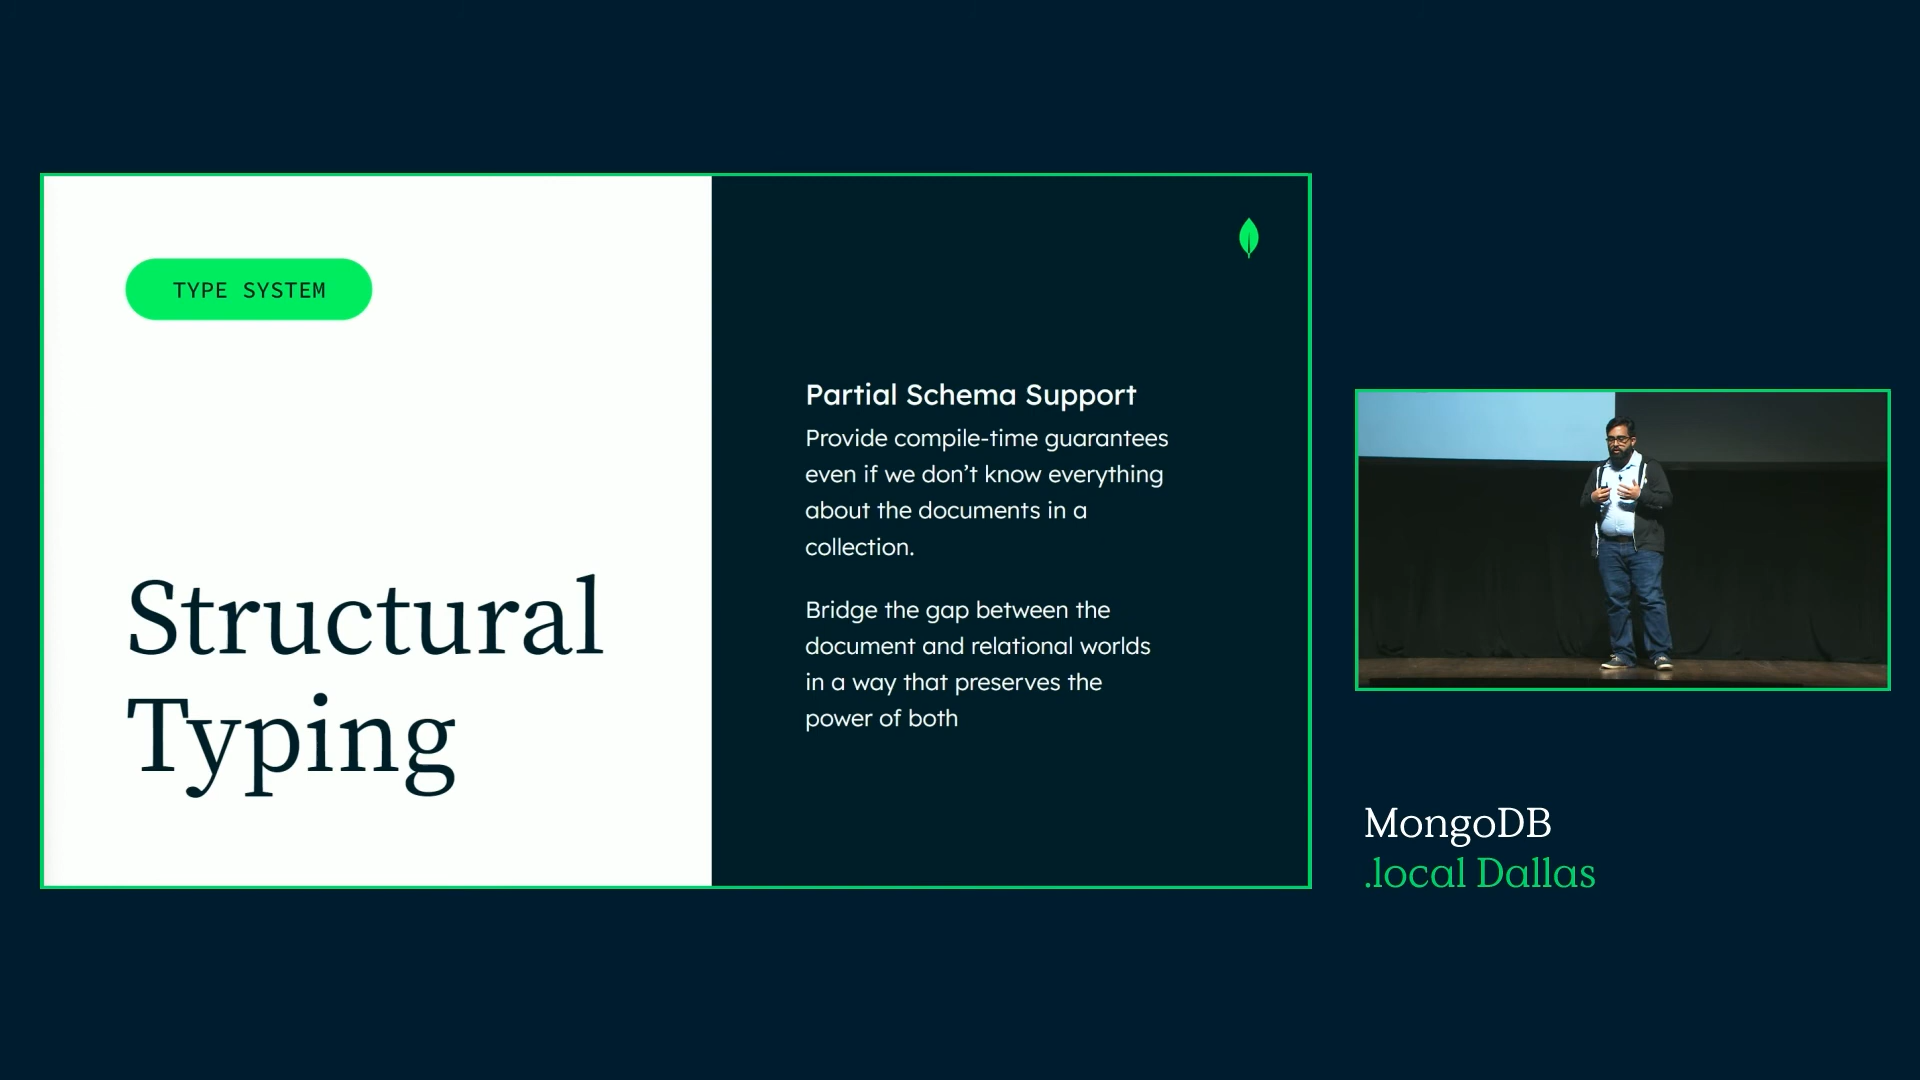 TYPE SYSTEM
Structural
Typing
Partial Schema Support
Provide compile-time guarantees
even if we don’t know everything
about the documents in a
collection.
Bridge the gap between the
document and relational worlds
in a way that preserves the
power of both
MongoDB
.local Dallas